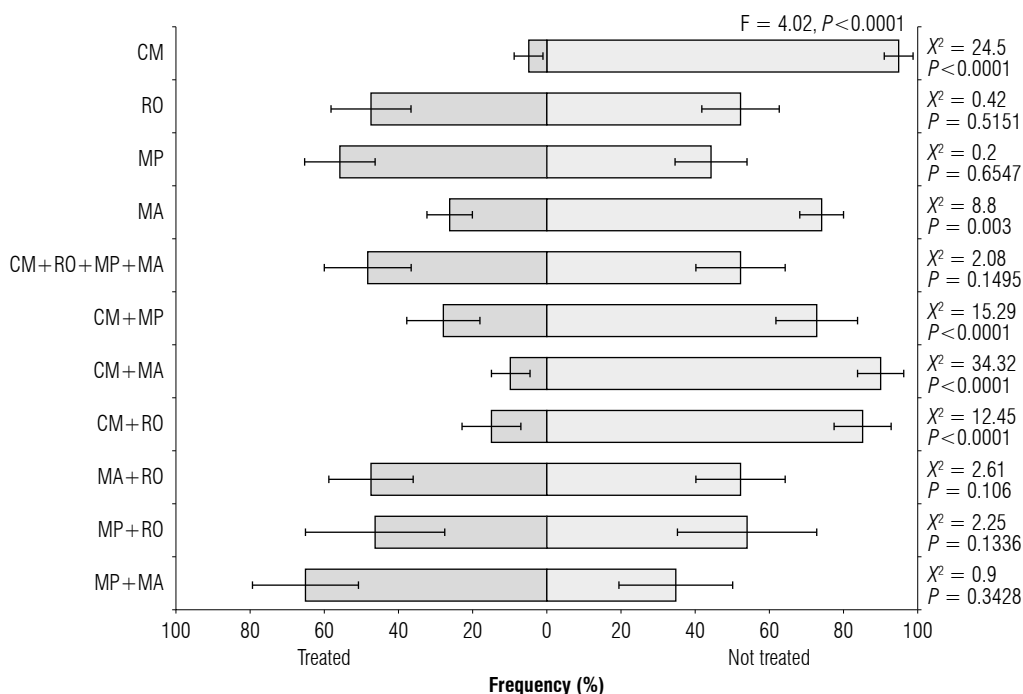 F = 4.02, P<0.0001
CM
X² = 24.5
P<0.0001
RO
X² = 0.42
P = 0.5151
MP
X² = 0.2
P = 0.6547
MA
X² = 8.8
P = 0.003
CM+RO+MP+MA
X² = 2.08
P = 0.1495
CM+MP
X² = 15.29
P<0.0001
CM+MA
X² = 34.32
P<0.0001
CM+RO
X² = 12.45
P<0.0001
MA+RO
X² = 2.61
P = 0.106
MP+RO
X² = 2.25
P = 0.1336
MP+MA
X² = 0.9
P = 0.3428
100 80 60 40 20 0 20 40 60 80 100
Treated Not treated
Frequency (%)